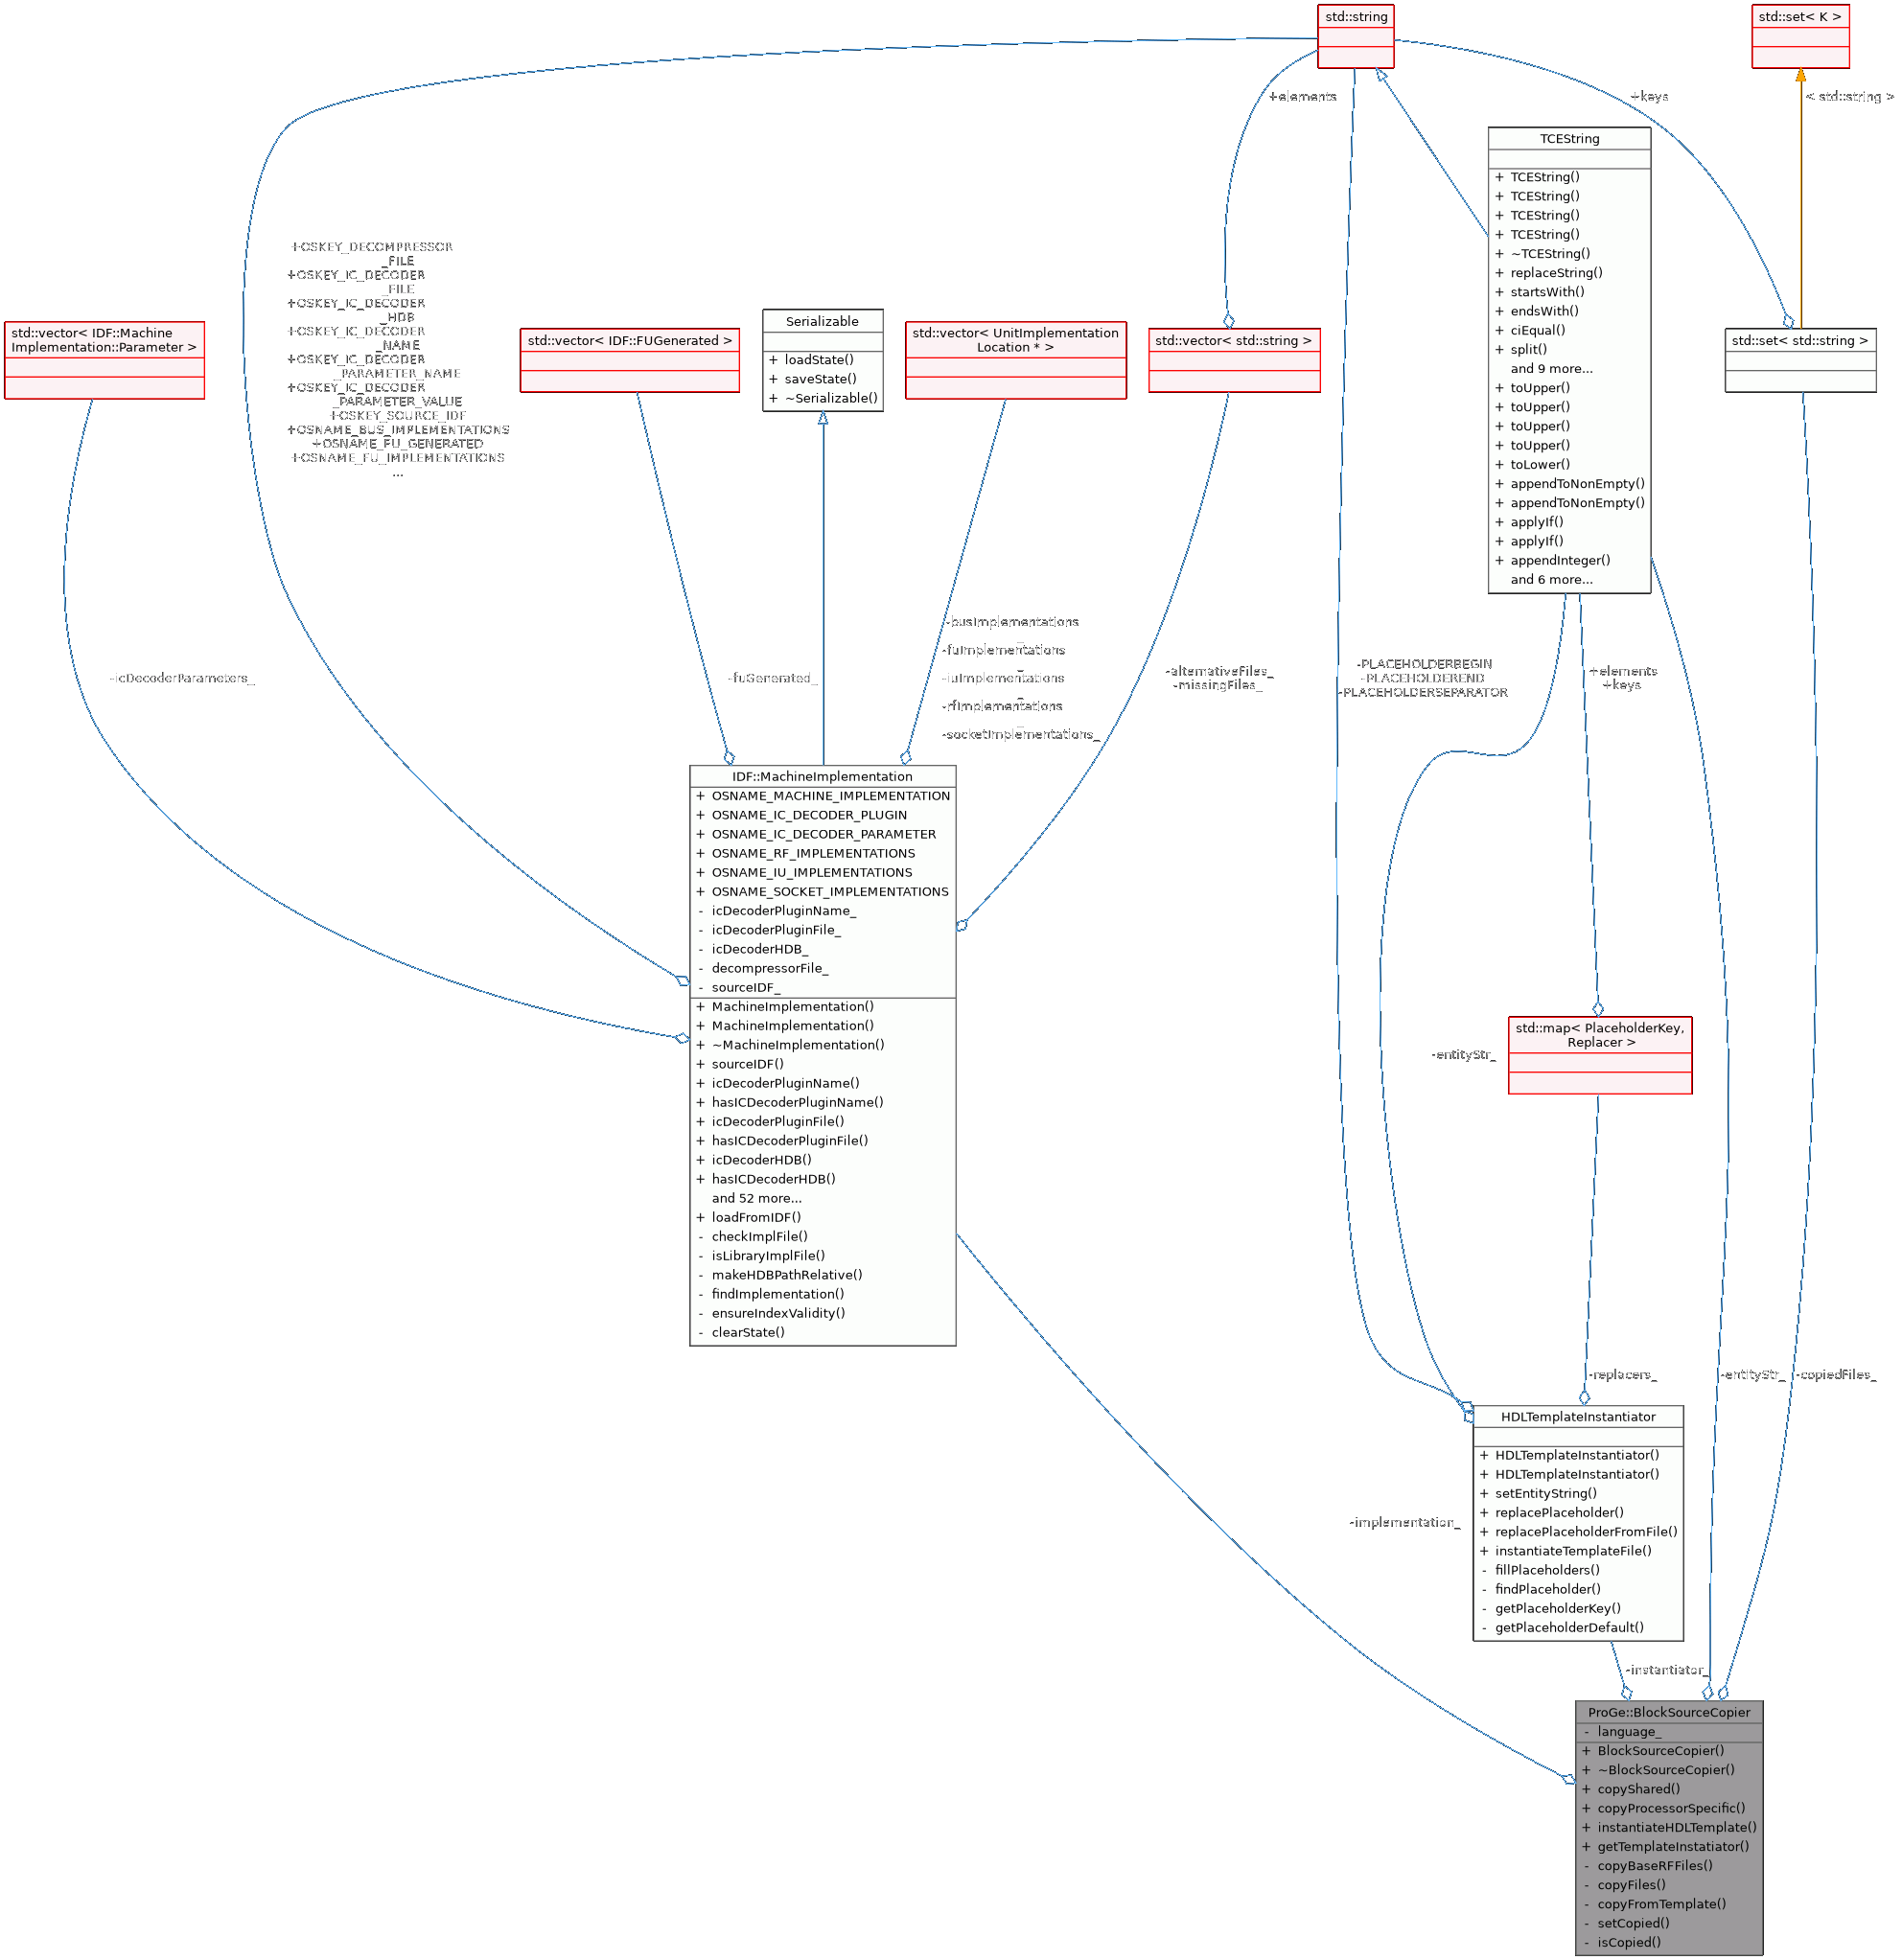 std::string
std::set< K >
+elements
+keys
< std::string >
TCEString
+ TCEString()
+ TCEString()
+ TCEString()
+ TCEString()
+ ~TCEString()
+ replaceString()
+ startsWith()
+ endsWith()
+ ciEqual()
+ split()
and 9 more...
+ toUpper()
+ toUpper()
+ toUpper()
+ toUpper()
+ toLower()
+ appendToNonEmpty()
+ appendToNonEmpty()
+ applyIf()
+ applyIf()
+ appendInteger()
and 6 more...
+OSKEY_DECOMPRESSOR
_FILE
+OSKEY_IC_DECODER
_FILE
+OSKEY_IC_DECODER
_HDB
+OSKEY_IC_DECODER
_NAME
+OSKEY_IC_DECODER
_PARAMETER_NAME
+OSKEY_IC_DECODER
_PARAMETER_VALUE
+OSKEY_SOURCE_IDF
+OSNAME_BUS_IMPLEMENTATIONS
+OSNAME_FU_GENERATED
+OSNAME_FU_IMPLEMENTATIONS
...
std::vector< IDF::Machine
Implementation::Parameter >
std::vector< IDF::FUGenerated >
Serializable
+ loadState()
+ saveState()
+ ~Serializable()
std::vector< UnitImplementation
Location * >
std::vector< std::string >
std::set< std::string >
-icDecoderParameters_
-fuGenerated_
-busImplementations
_
-fuImplementations
_
-iuImplementations
_
-rfImplementations
_
-socketImplementations_
-alternativeFiles_
-missingFiles_
-PLACEHOLDERBEGIN
-PLACEHOLDEREND
-PLACEHOLDERSEPARATOR
+elements
+keys
IDF::MachineImplementation
+ OSNAME_MACHINE_IMPLEMENTATION
+ OSNAME_IC_DECODER_PLUGIN
+ OSNAME_IC_DECODER_PARAMETER
+ OSNAME_RF_IMPLEMENTATIONS
+ OSNAME_IU_IMPLEMENTATIONS
+ OSNAME_SOCKET_IMPLEMENTATIONS
- icDecoderPluginName_
- icDecoderPluginFile_
- icDecoderHDB_
- decompressorFile_
- sourceIDF_
+ MachineImplementation()
+ MachineImplementation()
+ ~MachineImplementation()
+ sourceIDF()
+ icDecoderPluginName()
+ hasICDecoderPluginName()
+ icDecoderPluginFile()
+ hasICDecoderPluginFile()
+ icDecoderHDB()
+ hasICDecoderHDB()
and 52 more...
+ loadFromIDF()
- checkImplFile()
- isLibraryImplFile()
- makeHDBPathRelative()
- findImplementation()
- ensureIndexValidity()
- clearState()
-entityStr_
std::map< PlaceholderKey,
Replacer >
-replacers_
-entityStr_
-copiedFiles_
HDLTemplateInstantiator
+ HDLTemplateInstantiator()
+ HDLTemplateInstantiator()
+ setEntityString()
+ replacePlaceholder()
+ replacePlaceholderFromFile()
+ instantiateTemplateFile()
- fillPlaceholders()
- findPlaceholder()
- getPlaceholderKey()
- getPlaceholderDefault()
-implementation_
-instantiator_
ProGe::BlockSourceCopier
- language_
+ BlockSourceCopier()
+ ~BlockSourceCopier()
+ copyShared()
+ copyProcessorSpecific()
+ instantiateHDLTemplate()
+ getTemplateInstatiator()
- copyBaseRFFiles()
- copyFiles()
- copyFromTemplate()
- setCopied()
- isCopied()